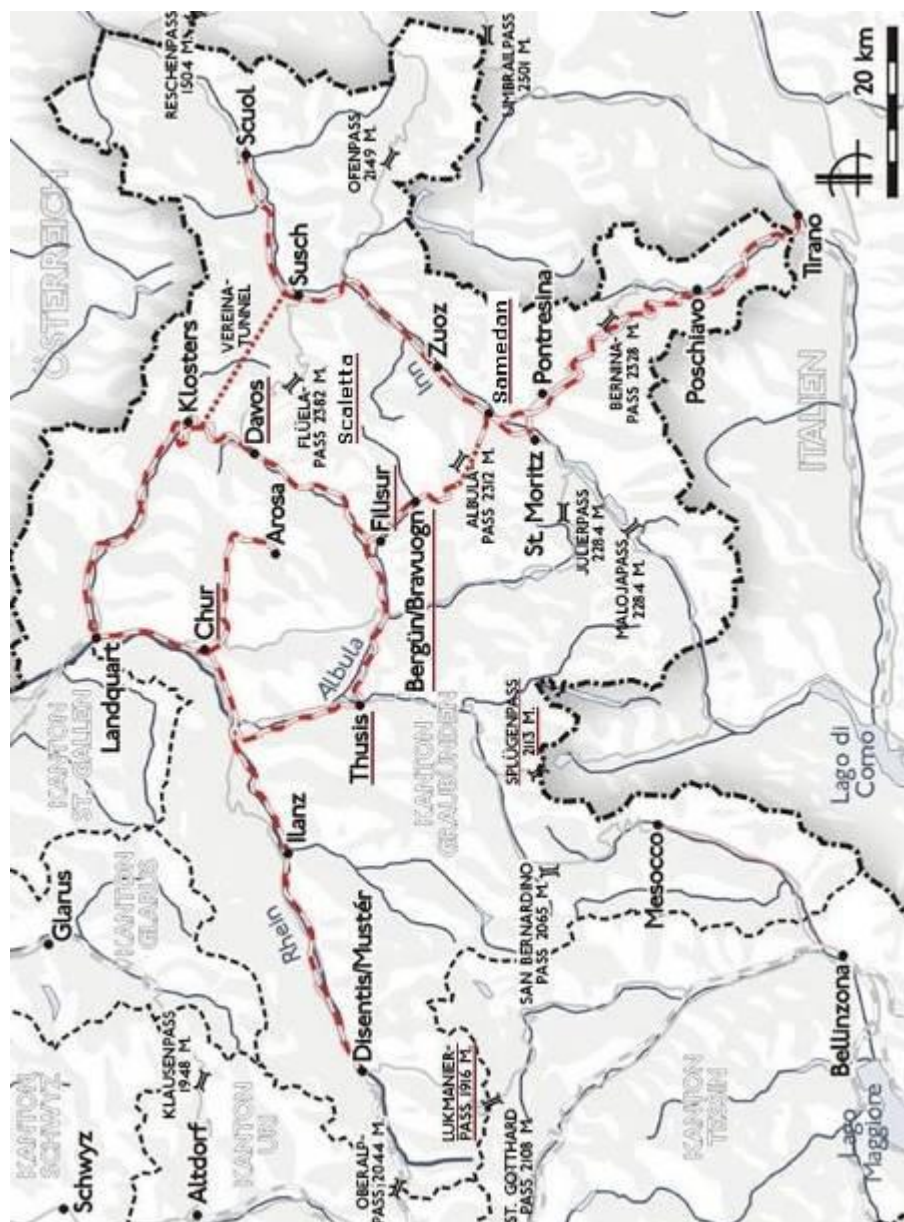 KANTON
SCHWYZ
Schwyz
Glarus
KANTON
ST. GALLEN
Landquart
ÖSTERREICH
RESCHENPASS
1504 M.
KLAUSENPASS
1948 M.
Altdorf
KANTON
URI
KANTON
GLARUS
Chur
Klosters
VEREINA-
TUNNEL
Scuol
Rhein
Ilanz
Arosa
Davos
Susch
FLÜELA-
PASS 2382 M.
Scaletta
OFENPASS
2149 M.
Disentis/Mustér
OBERALP-
PASS 2044 M.
Albula
Thusis
Filisur
Bergün/Bravuogn
Inn
Zuoz
LUKMANIER-
PASS 1916 M.
KANTON
GRAUBÜNDEN
ALBULA-
PASS 2312 M.
Samedan
UMBRAILPASS
2501 M.
ST. GOTTHARD
PASS 2108 M.
SAN BERNARDINO
PASS 2065 M.
SPLÜGENPASS
2113 M.
St. Moritz
Pontresina
JULIERPASS
2284 M.
MALOJAPASS
2284 M.
BERNINA-
PASS 2328 M.
Mesocco
Poschiavo
KANTON
TESSIN
Tirano
ITALIEN
Bellinzona
Lago
Maggiore
Lago di
Como
20 km